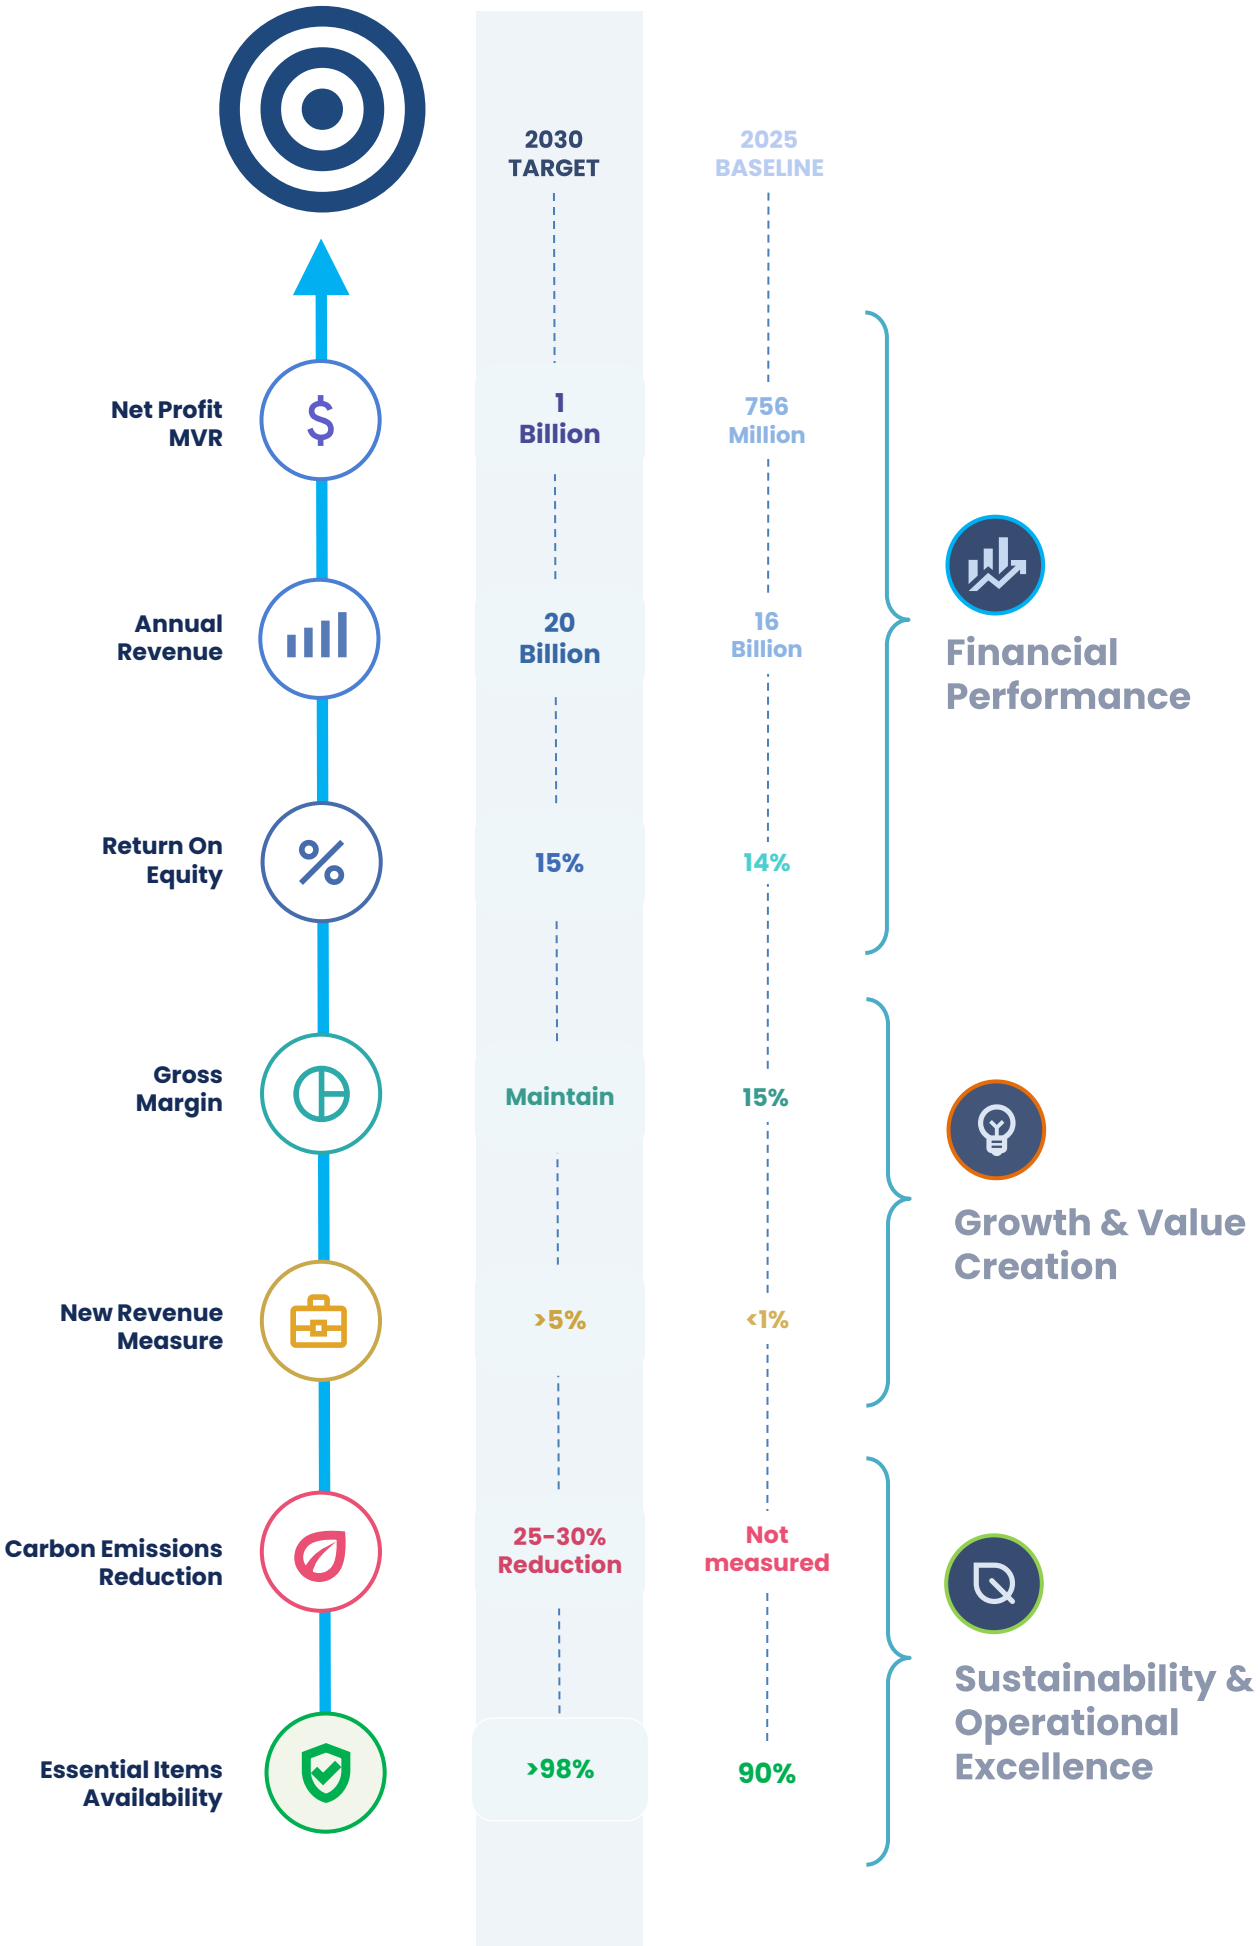 2030
TARGET
2025
BASELINE
Net Profit
MVR
1
Billion
756
Million
Annual
Revenue
20
Billion
16
Billion
Return On
Equity
15%
14%
Financial
Performance
Gross
Margin
Maintain
15%
New Revenue
Measure
>5%
<1%
Growth & Value
Creation
Carbon Emissions
Reduction
25-30%
Reduction
Not
measured
Essential Items
Availability
>98%
90%
Sustainability &
Operational
Excellence